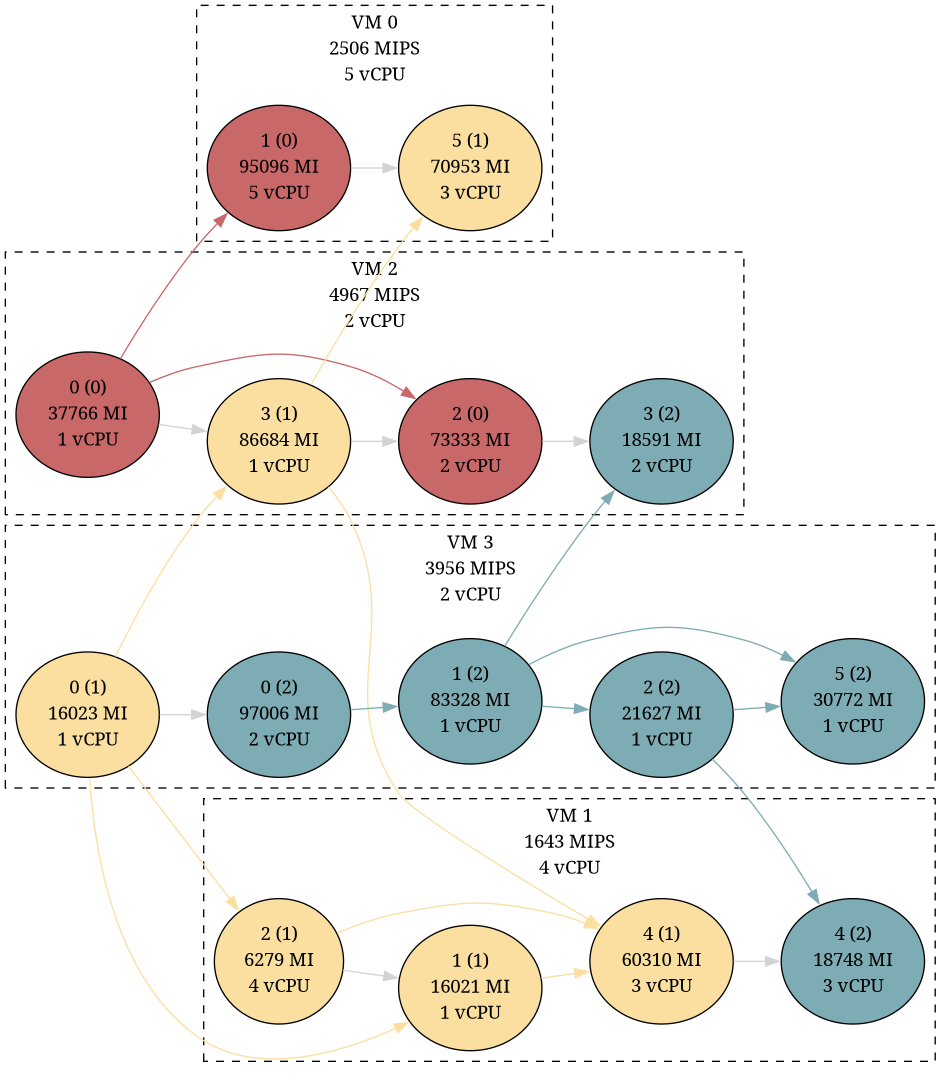 VM 0
2506 MIPS
5 vCPU
1 (0)
95096 MI
5 vCPU
5 (1)
70953 MI
3 vCPU
VM 2
4967 MIPS
2 vCPU
0 (0)
37766 MI
1 vCPU
3 (1)
86684 MI
1 vCPU
2 (0)
73333 MI
2 vCPU
3 (2)
18591 MI
2 vCPU
VM 3
3956 MIPS
2 vCPU
0 (1)
16023 MI
1 vCPU
0 (2)
97006 MI
2 vCPU
1 (2)
83328 MI
1 vCPU
2 (2)
21627 MI
1 vCPU
5 (2)
30772 MI
1 vCPU
VM 1
1643 MIPS
4 vCPU
2 (1)
6279 MI
4 vCPU
1 (1)
16021 MI
1 vCPU
4 (1)
60310 MI
3 vCPU
4 (2)
18748 MI
3 vCPU